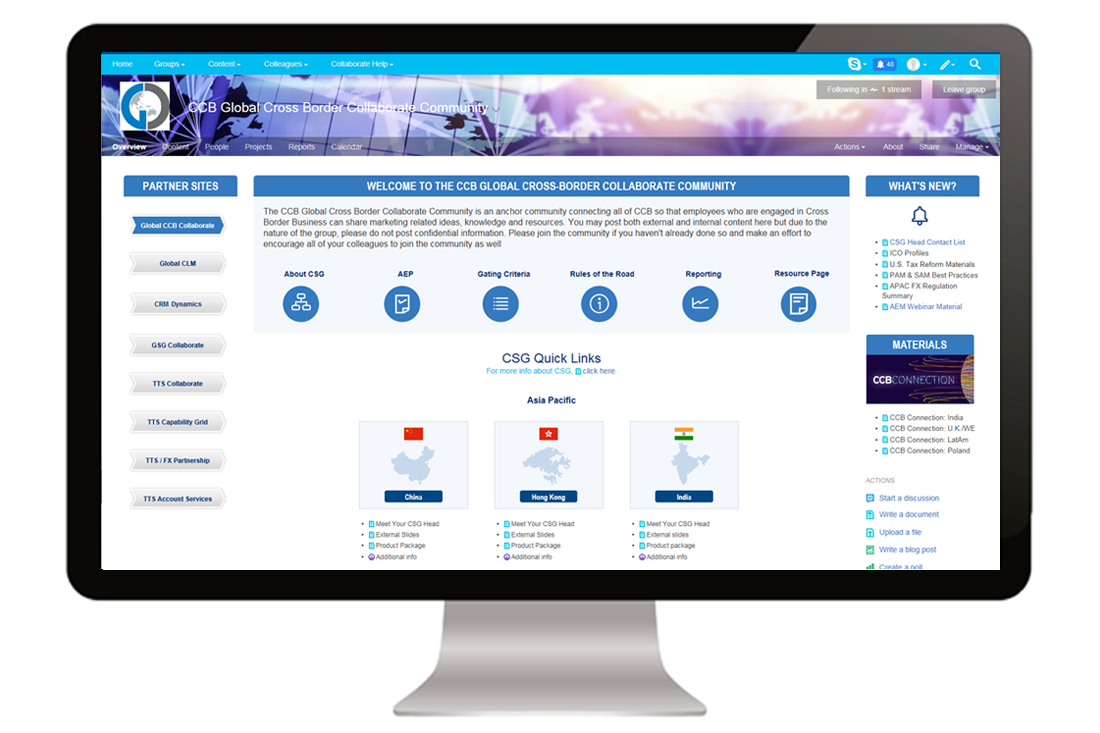 Home Groups Content Colleagues Collaborate Help 48
CCB Global Cross Border Collaborate Community
Following in 1 stream Leave group
Overview Content People Projects Reports Calendar Actions About Share Manage
PARTNER SITES
Global CCB Collaborate
Global CLM
CRM Dynamics
GSG Collaborate
TTS Collaborate
TTS Capability Grid
TTS / FX Partnership
TTS Account Services
WELCOME TO THE CCB GLOBAL CROSS-BORDER COLLABORATE COMMUNITY
The CCB Global Cross Border Collaborate Community is an anchor community connecting all of CCB so that employees who are engaged in Cross
Border Business can share marketing related ideas, knowledge and resources. You may post both external and internal content here but due to the
nature of the group, please do not post confidential information. Please join the community if you haven't already done so and make an effort to
encourage all of your colleagues to join the community as well
About CSG AEP Gating Criteria Rules of the Road Reporting Resource Page
CSG Quick Links
For more info about CSG, click here.
Asia Pacific
China Hong Kong India
• Meet Your CSG Head • Meet Your CSG Head • Meet Your CSG Head
• External Slides • External Slides • External slides
• Product Package • Product Package • Product package
• Additional info • Additional info • Additional info
WHAT'S NEW?
• CSG Head Contact List
• ICO Profiles
• U.S. Tax Reform Materials
• PAM & SAM Best Practices
• APAC FX Regulation
Summary
• AEM Webinar Material
MATERIALS
CCBCONNECTION
• CCB Connection: India
• CCB Connection: U.K./WE
• CCB Connection: LatAm
• CCB Connection: Poland
ACTIONS
Start a discussion
Write a document
Upload a file
Write a blog post
Create a poll